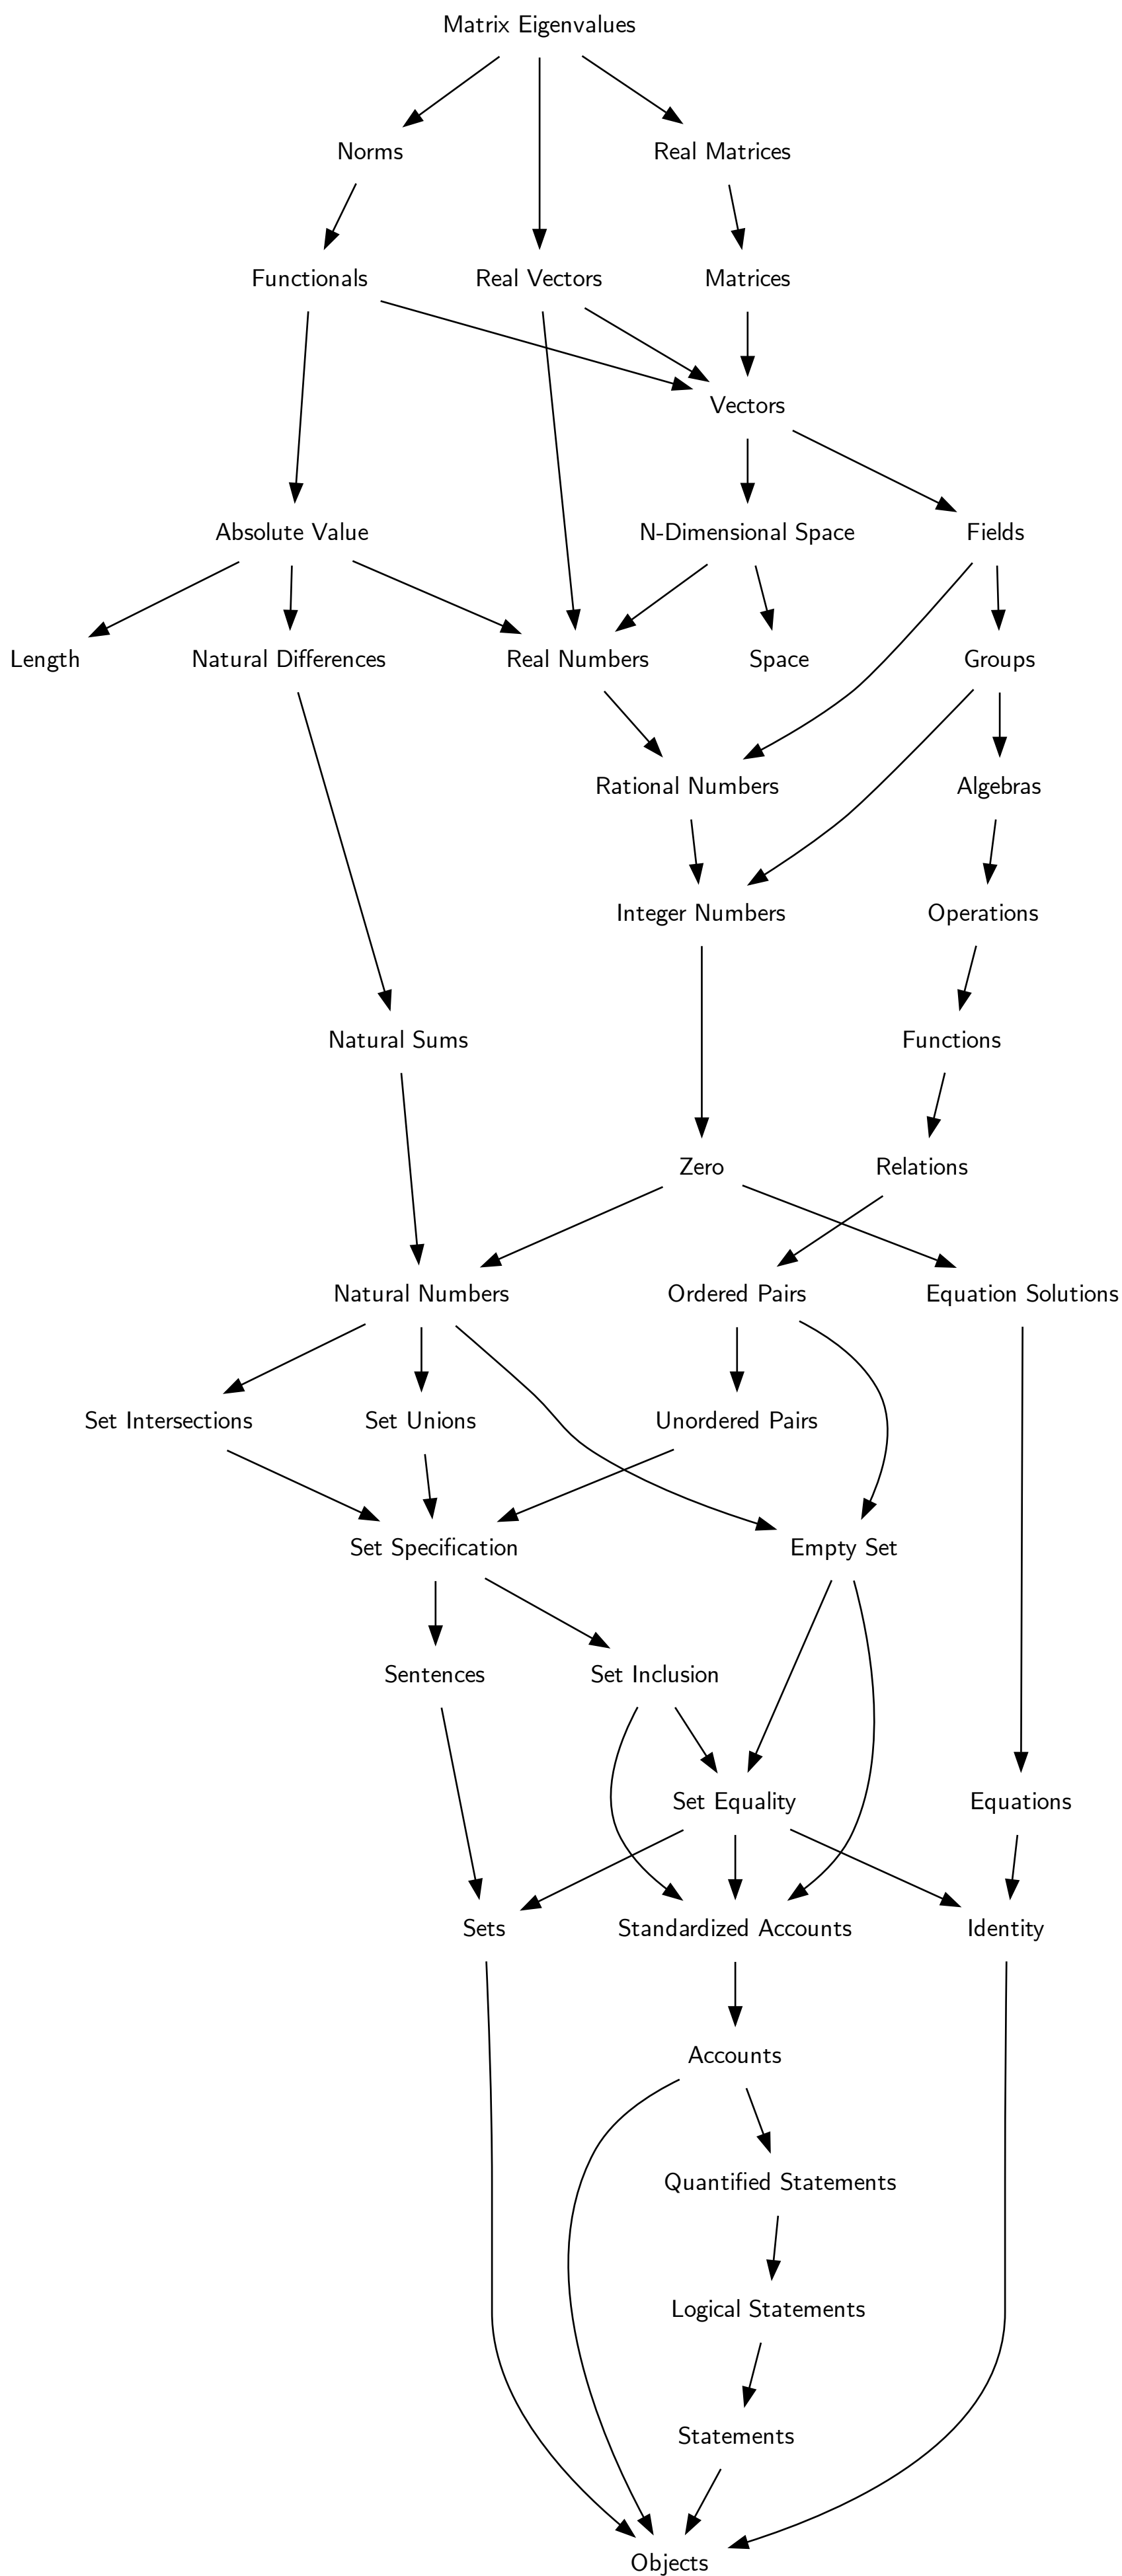 Matrix Eigenvalues
Norms
Real Matrices
Functionals
Real Vectors
Matrices
Vectors
Absolute Value
N-Dimensional Space
Fields
Length
Natural Differences
Real Numbers
Space
Groups
Rational Numbers
Algebras
Integer Numbers
Operations
Natural Sums
Functions
Zero
Relations
Natural Numbers
Ordered Pairs
Equation Solutions
Set Intersections
Set Unions
Unordered Pairs
Set Specification
Empty Set
Sentences
Set Inclusion
Set Equality
Equations
Sets
Standardized Accounts
Identity
Accounts
Quantified Statements
Logical Statements
Statements
Objects